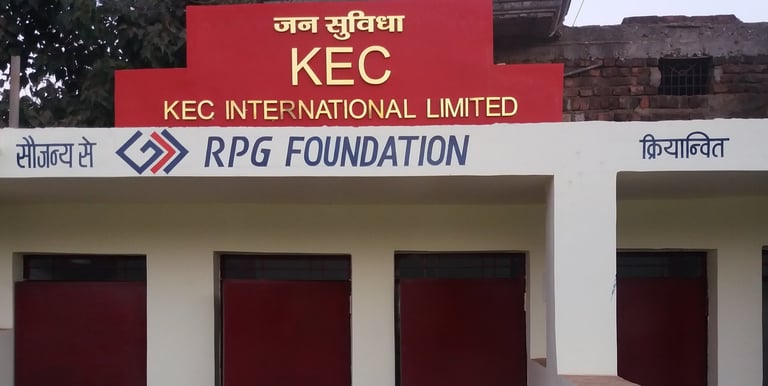 जन सुविधा
KEC
KEC INTERNATIONAL LIMITED
सौजन्य से RPG FOUNDATION क्रियान्वित